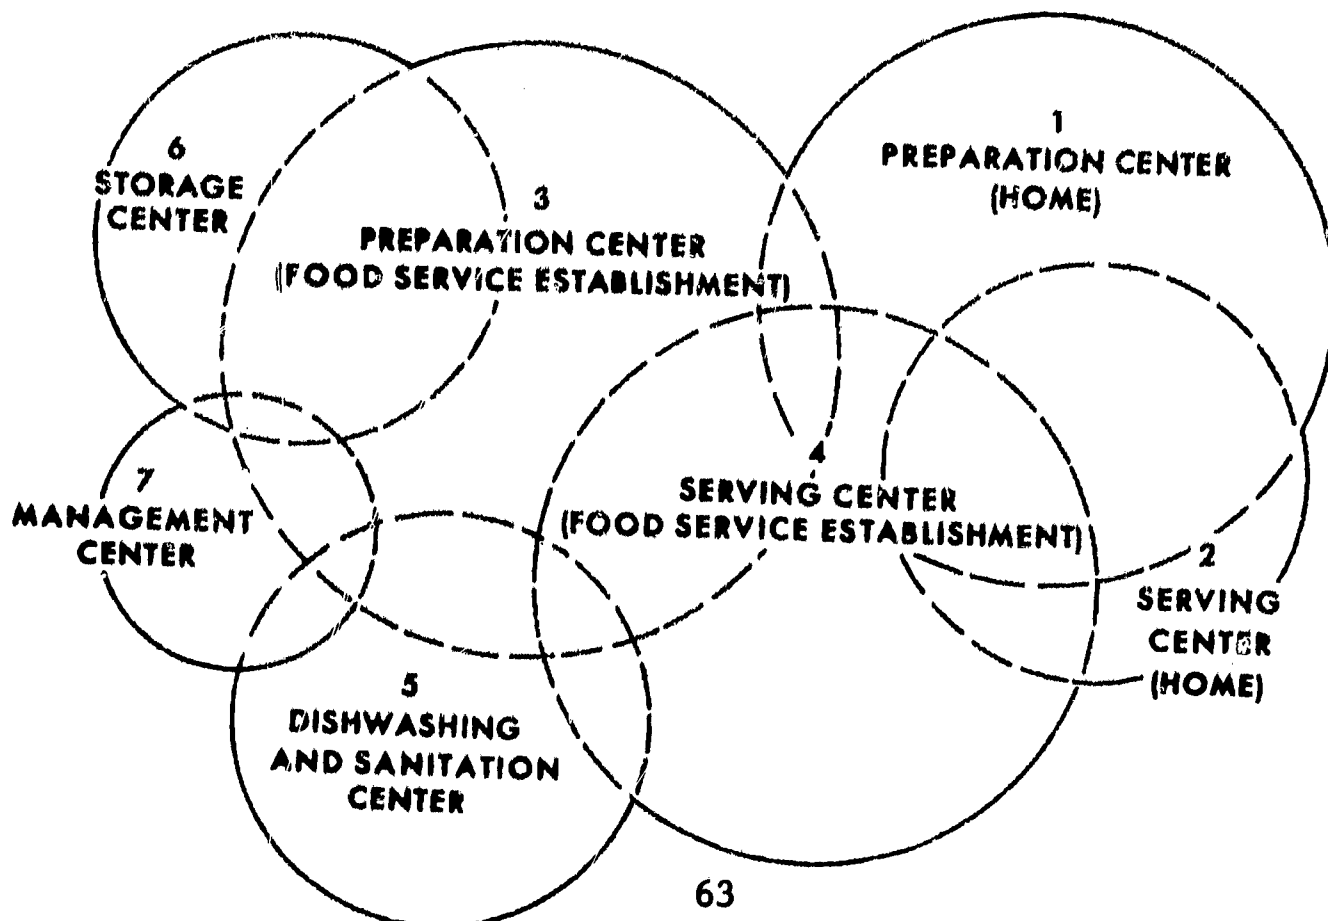 1
PREPARATION CENTER
(HOME)
6
STORAGE
CENTER
3
PREPARATION CENTER
(FOOD SERVICE ESTABLISHMENT)
4
SERVING CENTER
(FOOD SERVICE ESTABLISHMENT)
7
MANAGEMENT
CENTER
2
SERVING
CENTER
(HOME)
5
DISHWASHING
AND SANITATION
CENTER
63